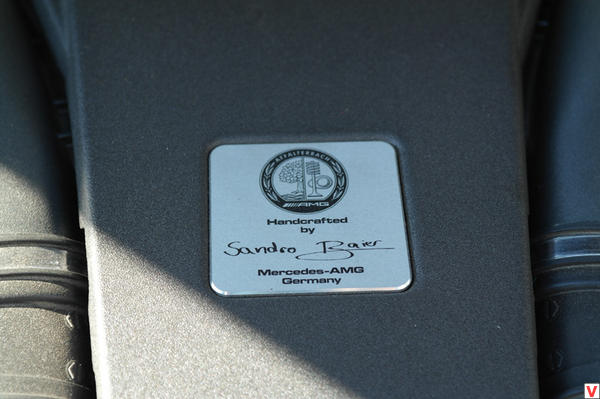 AFFALTERBACH
AMG
Handcrafted
by
Sandro Baier
Mercedes-AMG
Germany
V